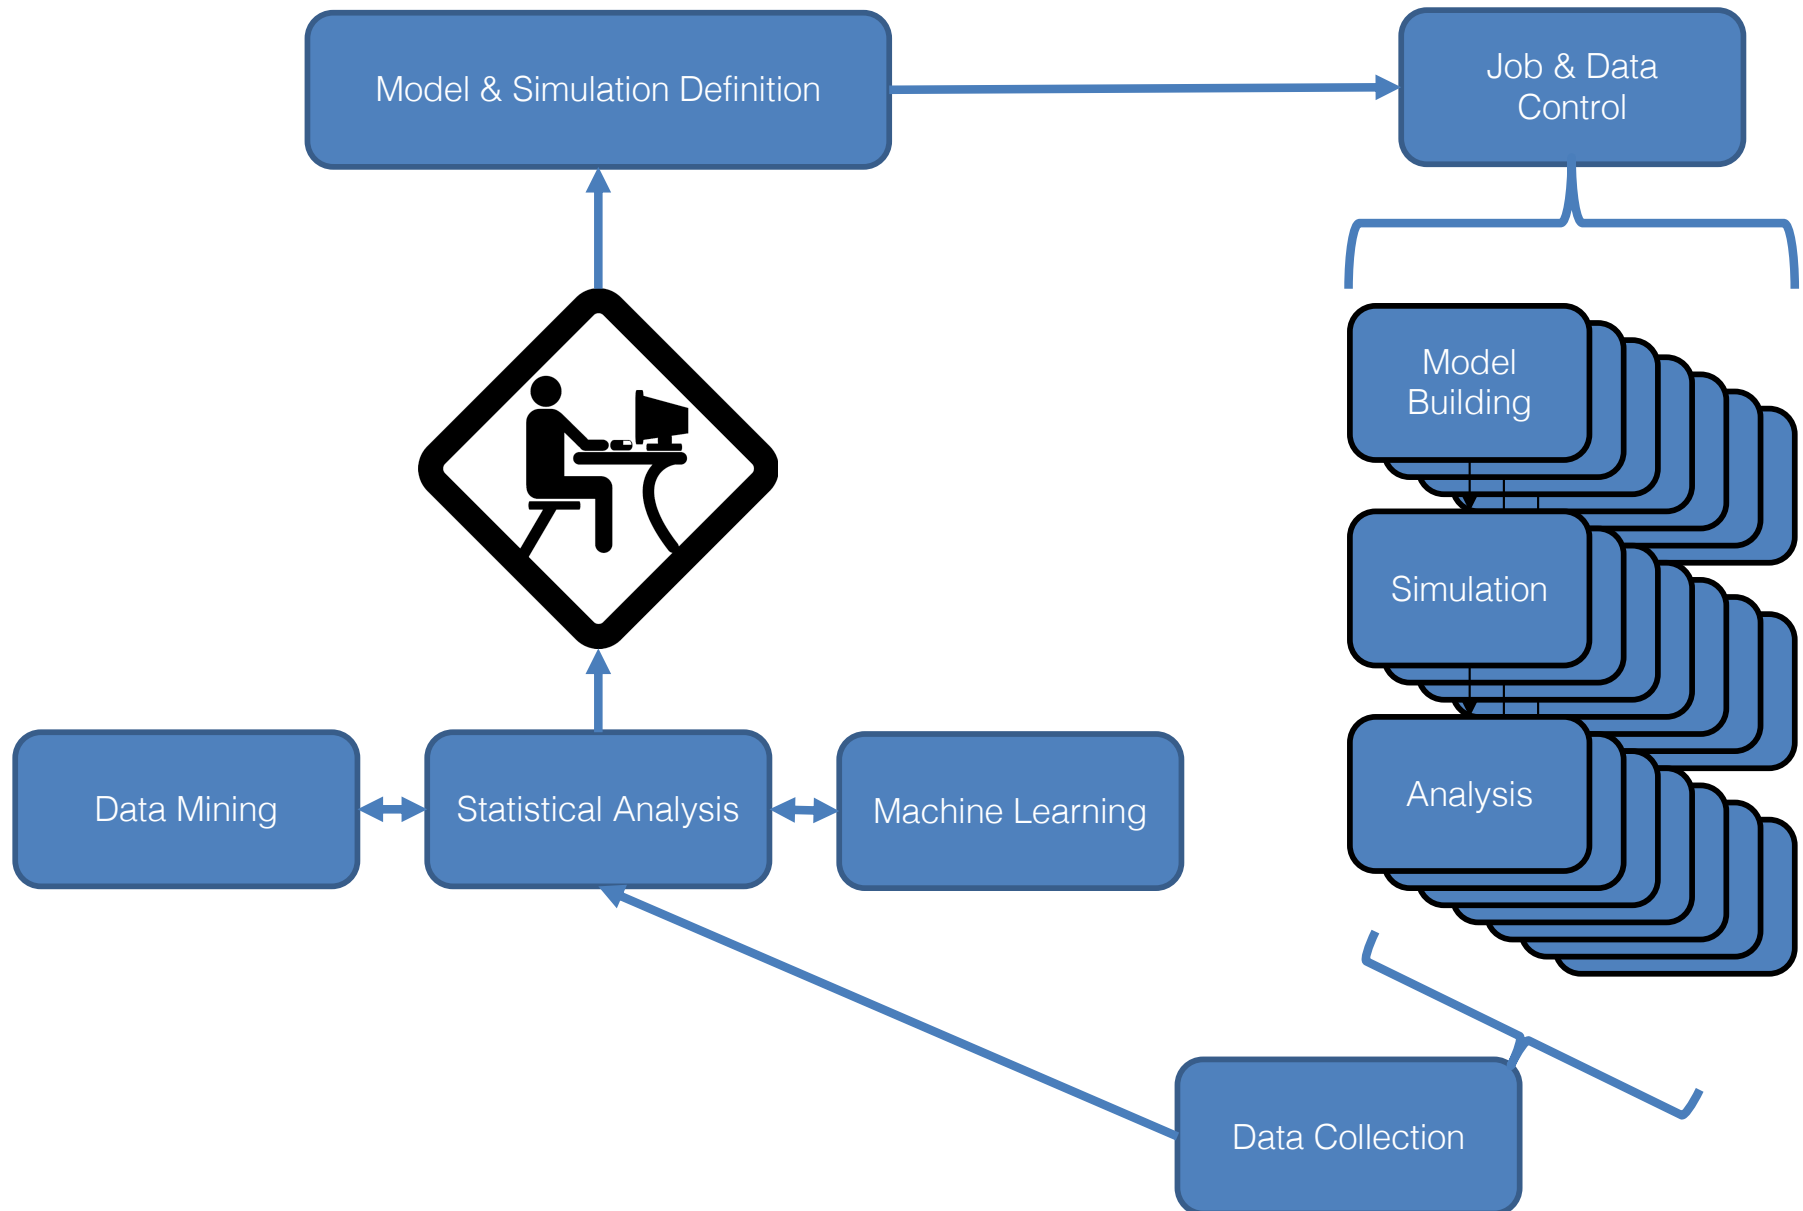 Model & Simulation Definition
Job & Data
Control
Model
Building
Simulation
Analysis
Data Mining
Statistical Analysis
Machine Learning
Data Collection